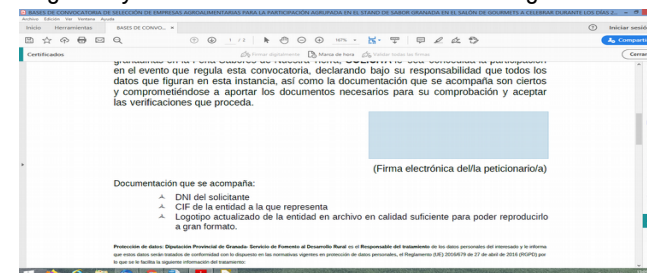 BASES DE CONVOCATORIA DE SELECCIÓN DE EMPRESAS AGROALIMENTARIAS PARA LA PARTICIPACIÓN AGRUPADA EN EL STAND DE SABOR GRANADA EN EL SALÓN DE GOURMETS A CELEBRAR DURANTE LOS DÍAS
Archivo Edición Ver Ventana Ayuda
Inicio Herramientas BASES DE CONVO... × Iniciar sesió
1 / 2 167% Comparti
Certificados Firmar digitalmente Marca de hora Validar todas las firmas Cerrar
en el evento que regula esta convocatoria, declarando bajo su responsabilidad que todos los
datos que figuran en esta instancia, así como la documentación que se acompaña son ciertos
y comprometiéndose a aportar los documentos necesarios para su comprobación y aceptar
las verificaciones que proceda.
(Firma electrónica del/la peticionario/a)
Documentación que se acompaña:
DNI del solicitante
CIF de la entidad a la que representa
Logotipo actualizado de la entidad en archivo en calidad suficiente para poder reproducirlo
a gran formato.
Protección de datos: Diputación Provincial de Granada- Servicio de Fomento al Desarrollo Rural es el Responsable del tratamiento de los datos personales del interesado y le informa
que estos datos serán tratados de conformidad con lo dispuesto en las normativas vigentes en protección de datos personales, el Reglamento (UE) 2016/679 de 27 de abril de 2016 (RGPD) por
lo que se le facilita la siguiente información del tratamiento: